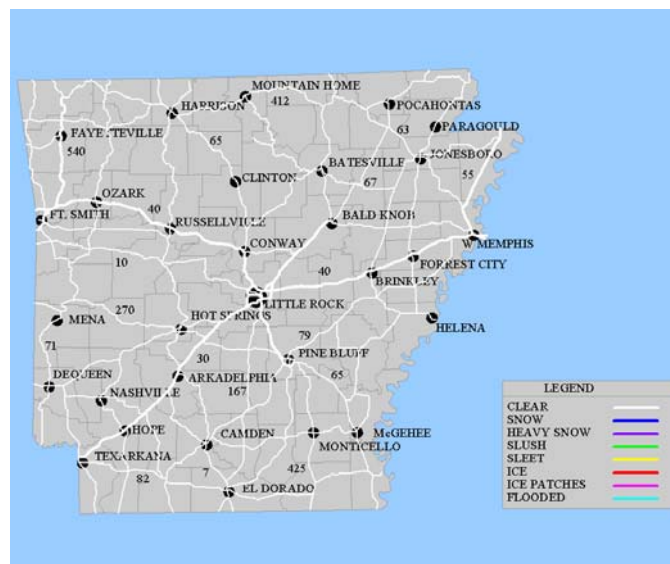 MOUNTAIN HOME
412
HARRISON
POCAHONTAS
63
PARAGOULD
FAYETTEVILLE
540
65
BATESVILLE
JONESBORO
CLINTON
67
55
OZARK
40
FT. SMITH
RUSSELLVILLE
BALD KNOB
CONWAY
W MEMPHIS
10
40
FORREST CITY
BRINKLEY
270
LITTLE ROCK
HOT SPRINGS
MENA
HELENA
71
79
30
PINE BLUFF
DEQUEEN
ARKADELPHIA
65
NASHVILLE
167
HOPE
CAMDEN
McGEHEE
MONTICELLO
TEXARKANA
7
425
82
EL DORADO
LEGEND
CLEAR
SNOW
HEAVY SNOW
SLUSH
SLEET
ICE
ICE PATCHES
FLOODED